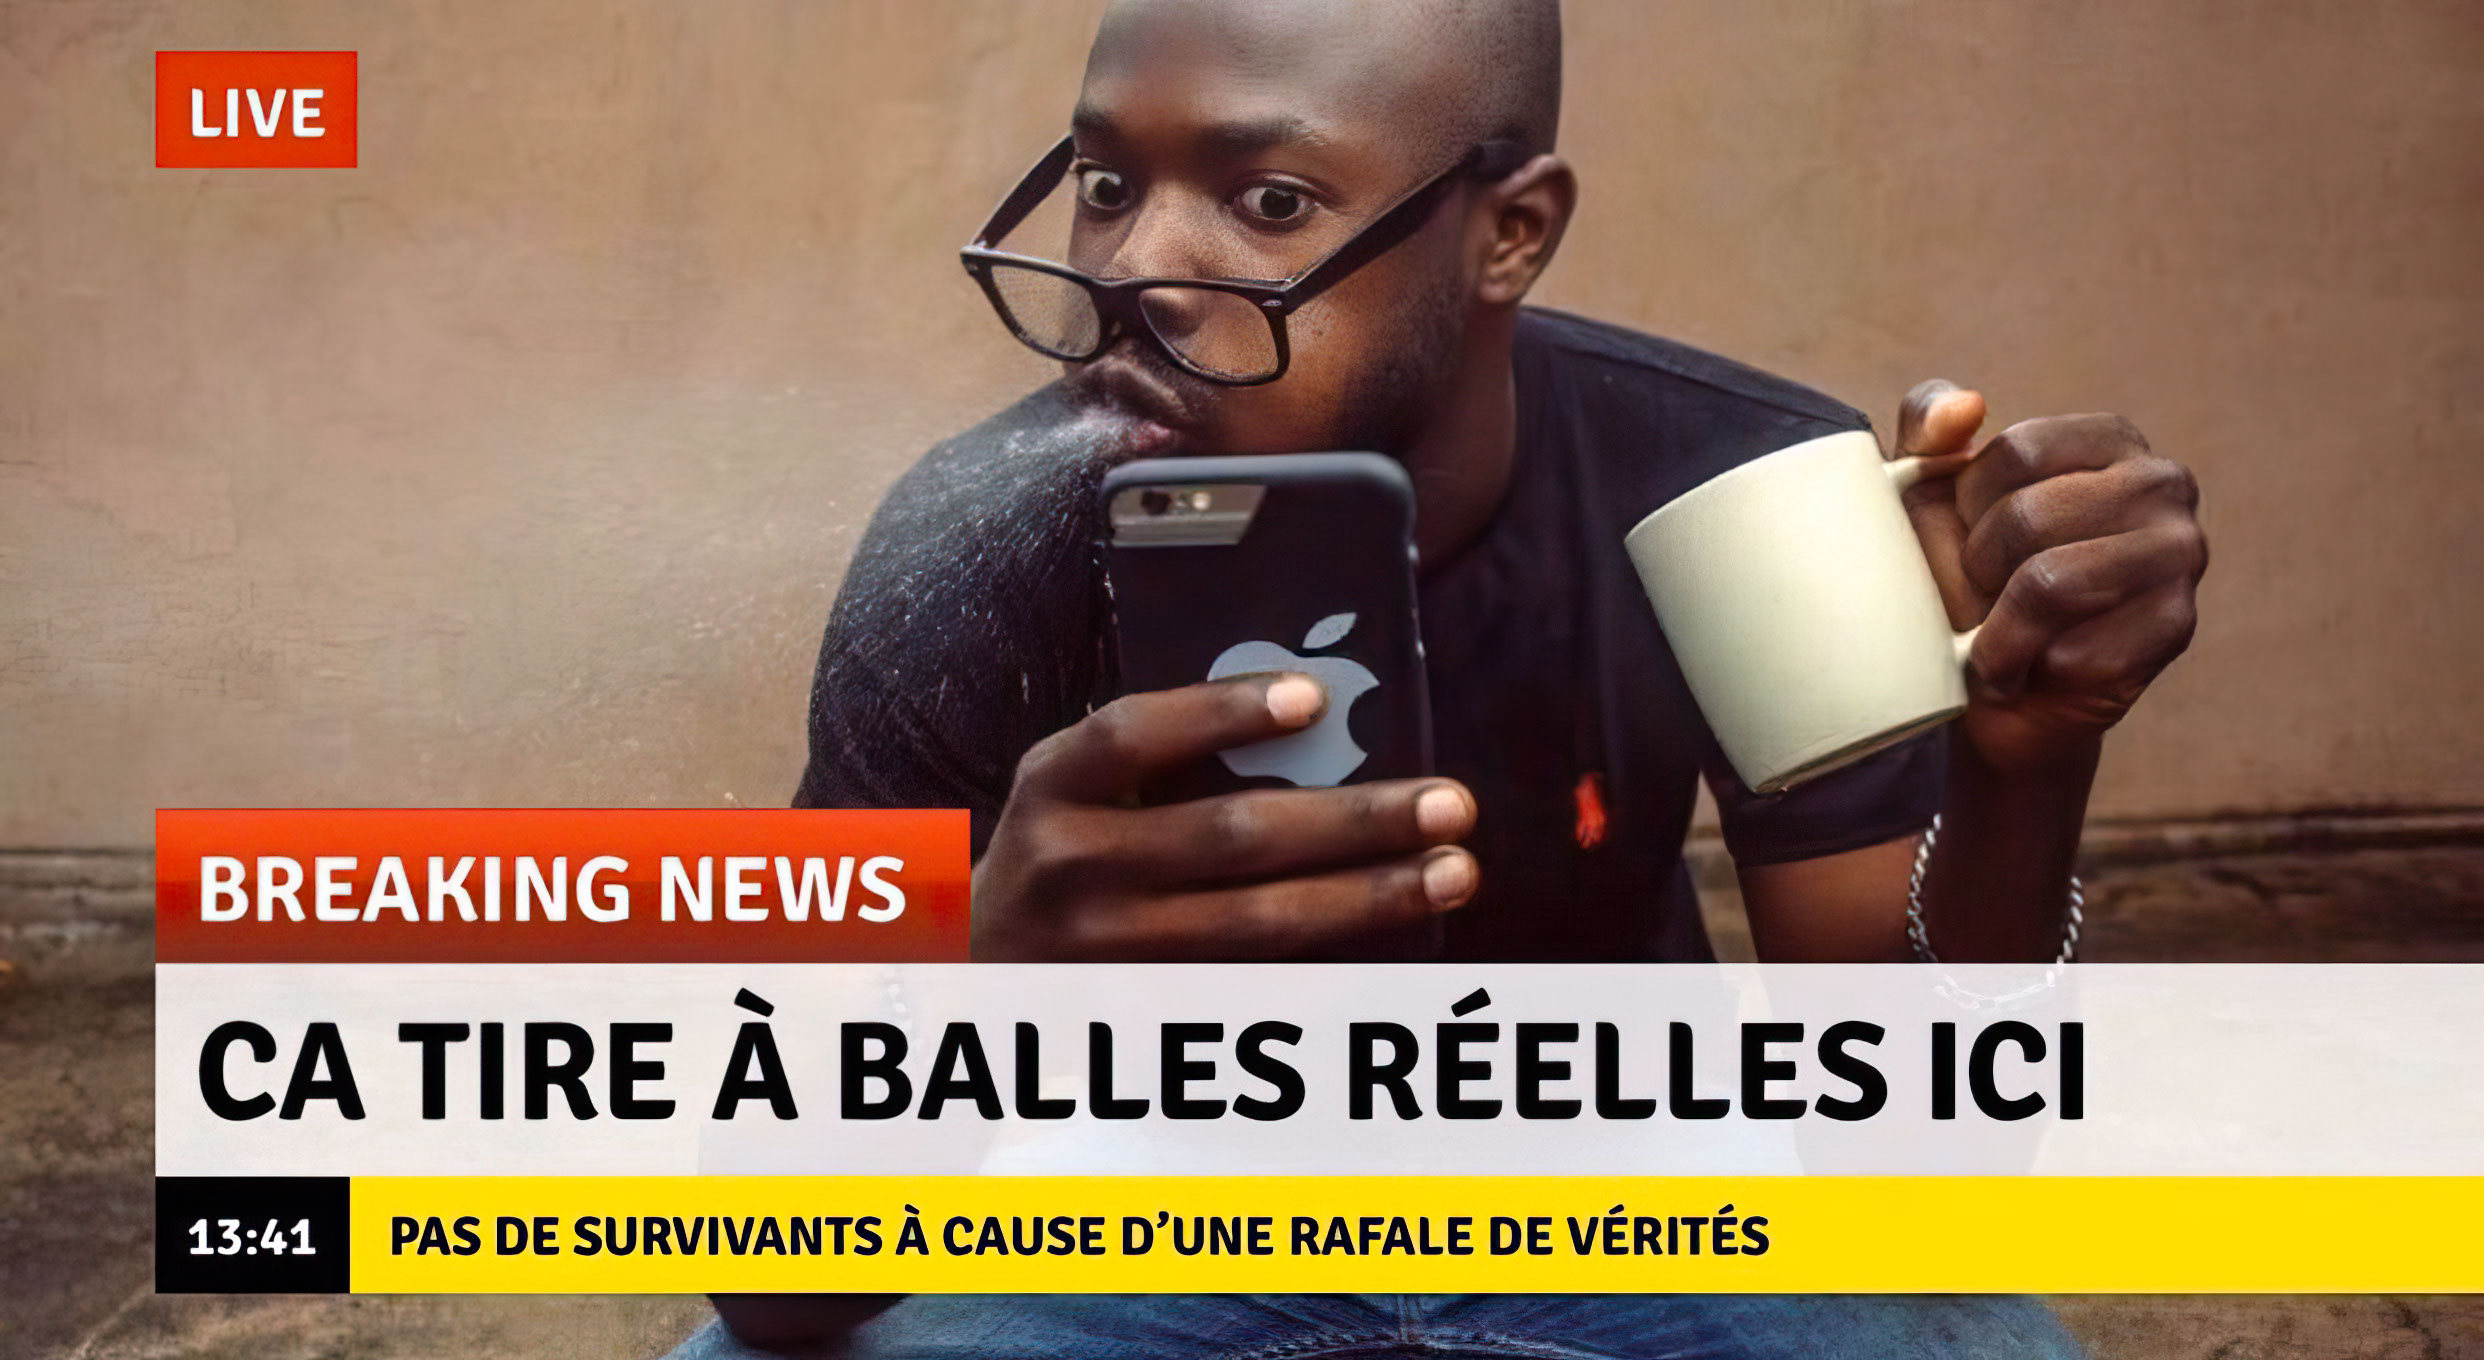 LIVE
BREAKING NEWS
CA TIRE À BALLES RÉELLES ICI
13:41 PAS DE SURVIVANTS À CAUSE D’UNE RAFALE DE VÉRITÉS